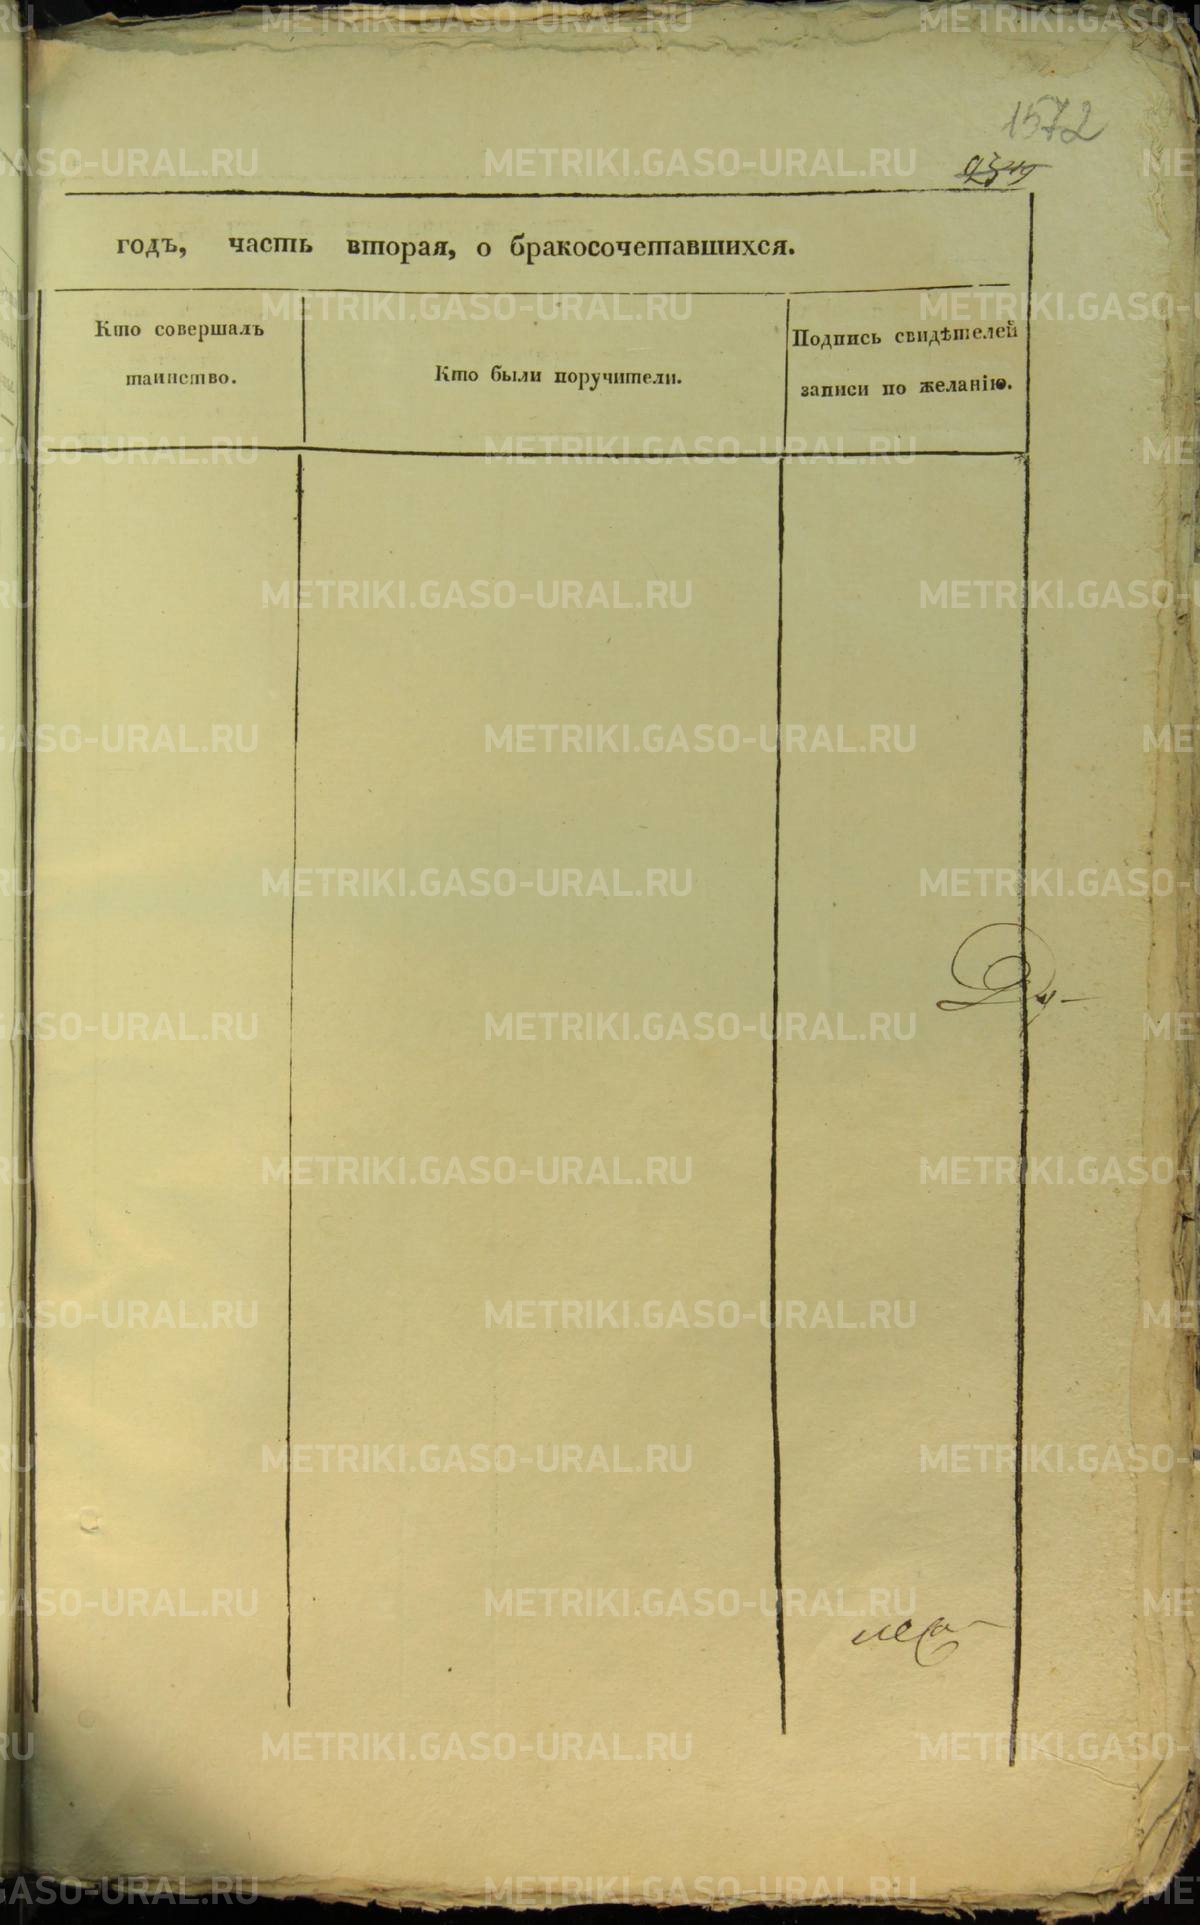 1572
годъ, часть вторая, о бракосочетавшихся.
Кто совершалъ таинство.
Кто были поручители.
Подпись свидѣтелей записи по желанію.
METRIKI.GASO-URAL.RU